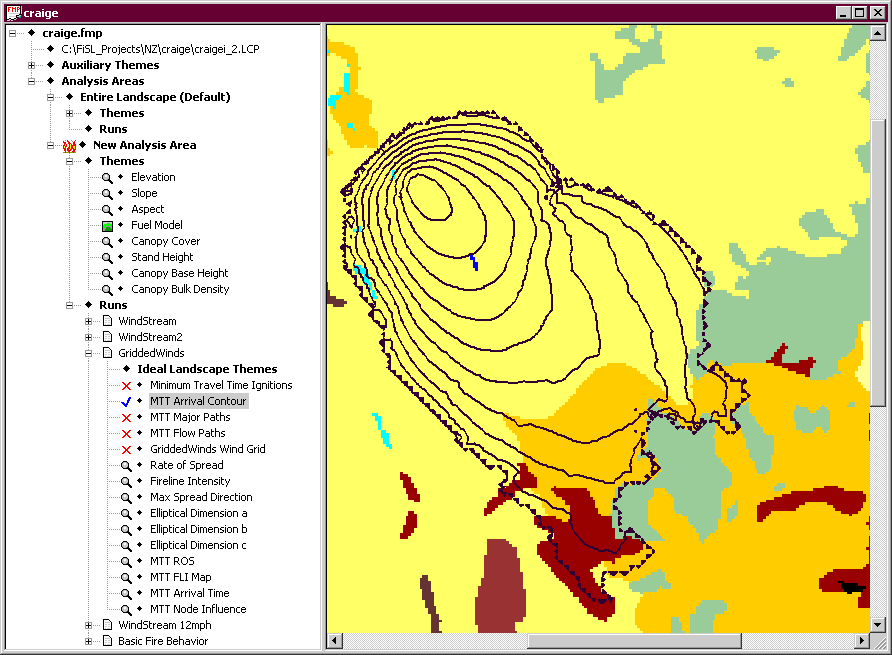 FMP craige
craige.fmp
C:\FiSL_Projects\NZ\craige\craigei_2.LCP
Auxiliary Themes
Analysis Areas
Entire Landscape (Default)
Themes
Runs
New Analysis Area
Themes
Elevation
Slope
Aspect
Fuel Model
Canopy Cover
Stand Height
Canopy Base Height
Canopy Bulk Density
Runs
WindStream
WindStream2
GriddedWinds
Ideal Landscape Themes
Minimum Travel Time Ignitions
MTT Arrival Contour
MTT Major Paths
MTT Flow Paths
GriddedWinds Wind Grid
Rate of Spread
Fireline Intensity
Max Spread Direction
Elliptical Dimension a
Elliptical Dimension b
Elliptical Dimension c
MTT ROS
MTT FLI Map
MTT Arrival Time
MTT Node Influence
WindStream 12mph
Basic Fire Behavior